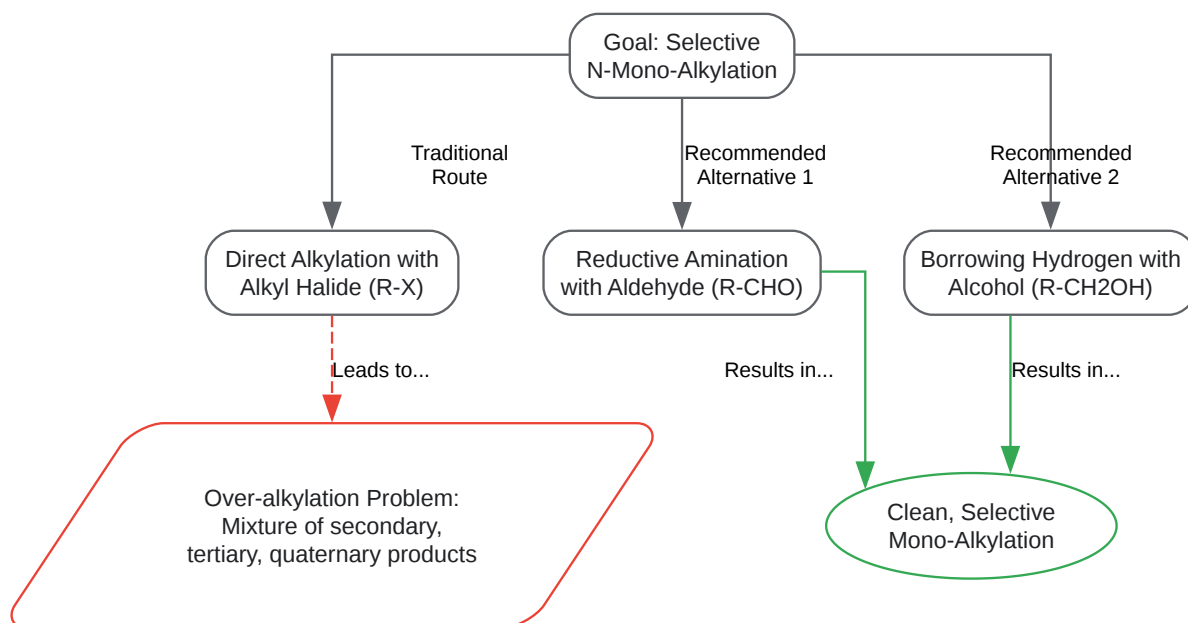 Goal: Selective
N-Mono-Alkylation
Traditional
Route
Recommended
Alternative 1
Recommended
Alternative 2
Direct Alkylation with
Alkyl Halide (R-X)
Reductive Amination
with Aldehyde (R-CHO)
Borrowing Hydrogen with
Alcohol (R-CH2OH)
Leads to...
Results in...
Results in...
Over-alkylation Problem:
Mixture of secondary,
tertiary, quaternary products
Clean, Selective
Mono-Alkylation